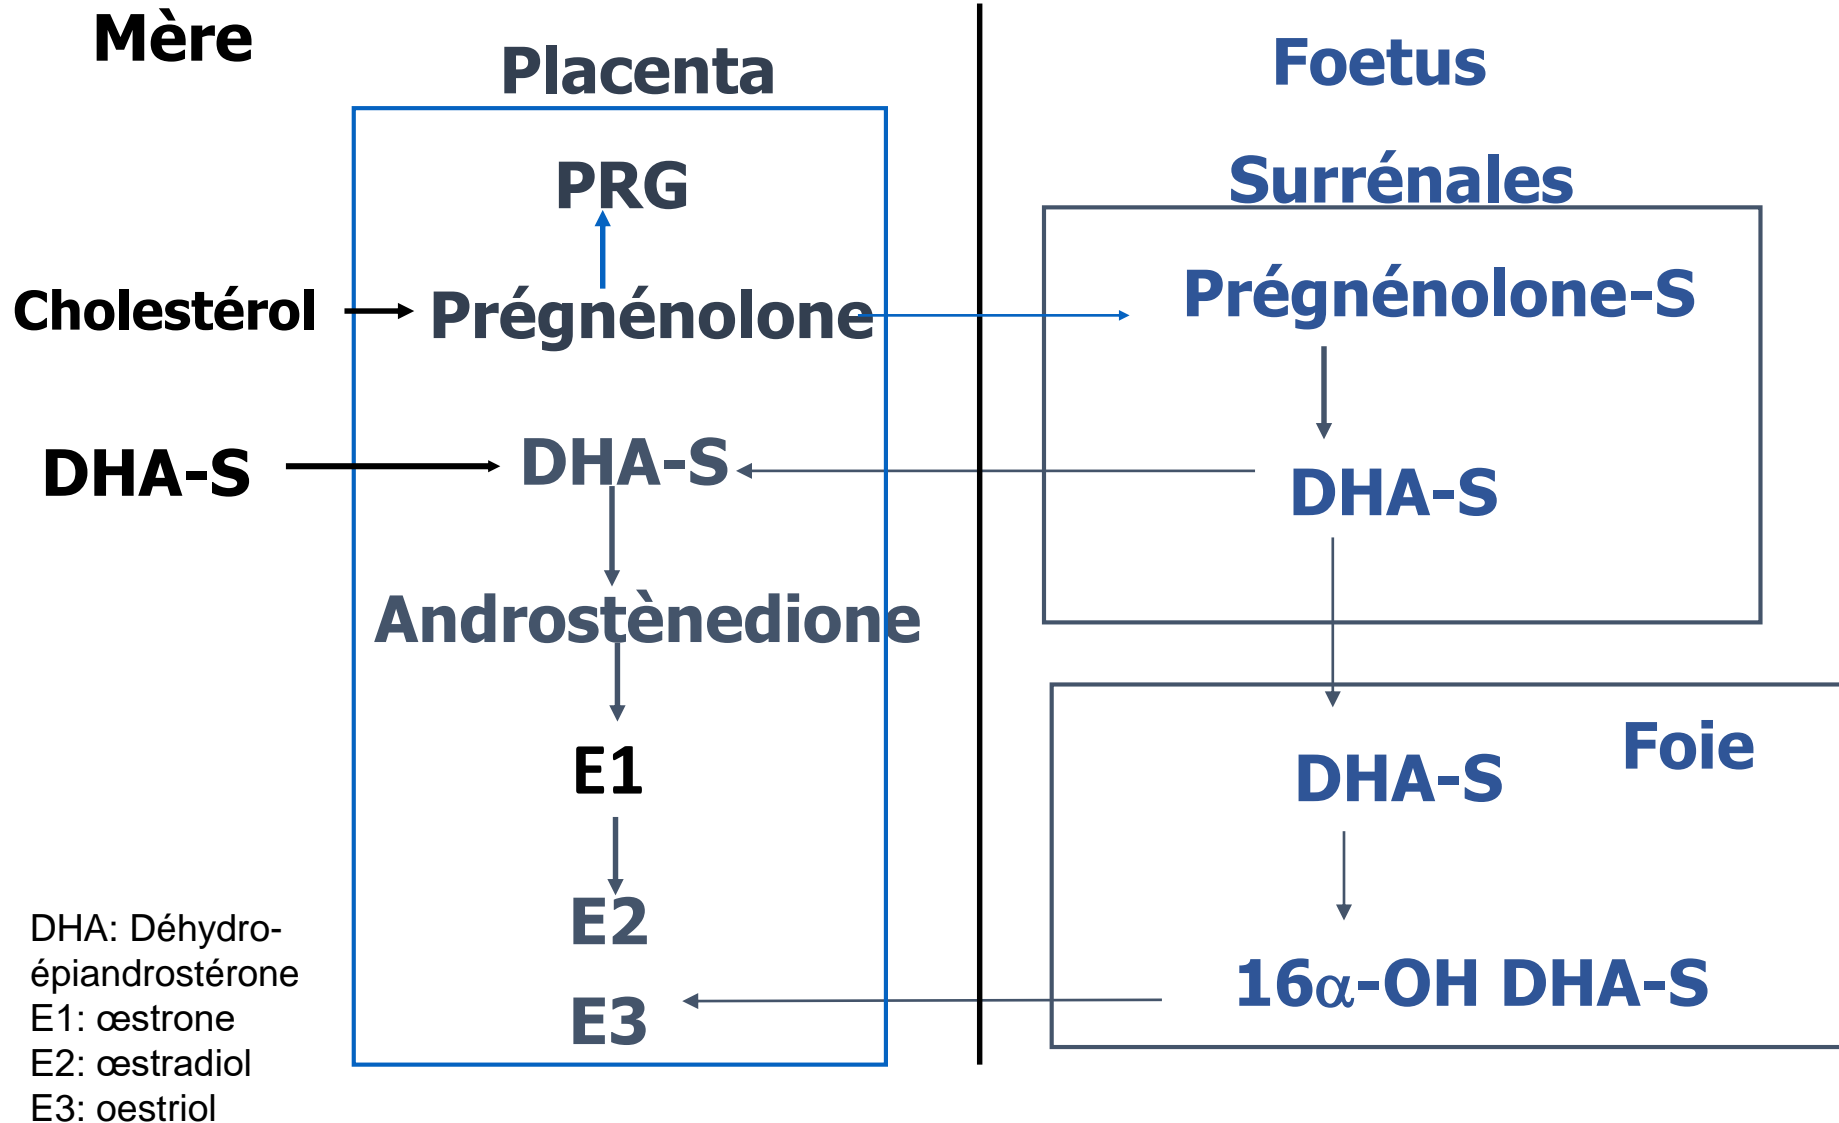 Mère
Placenta
Foetus
PRG
Surrénales
Cholestérol
Prégnénolone
Prégnénolone-S
DHA-S
DHA-S
DHA-S
Androstènedione
E1
Foie
DHA-S
E2
16α-OH DHA-S
E3
DHA: Déhydro-
épiandrostérone
E1: œstrone
E2: œstradiol
E3: oestriol